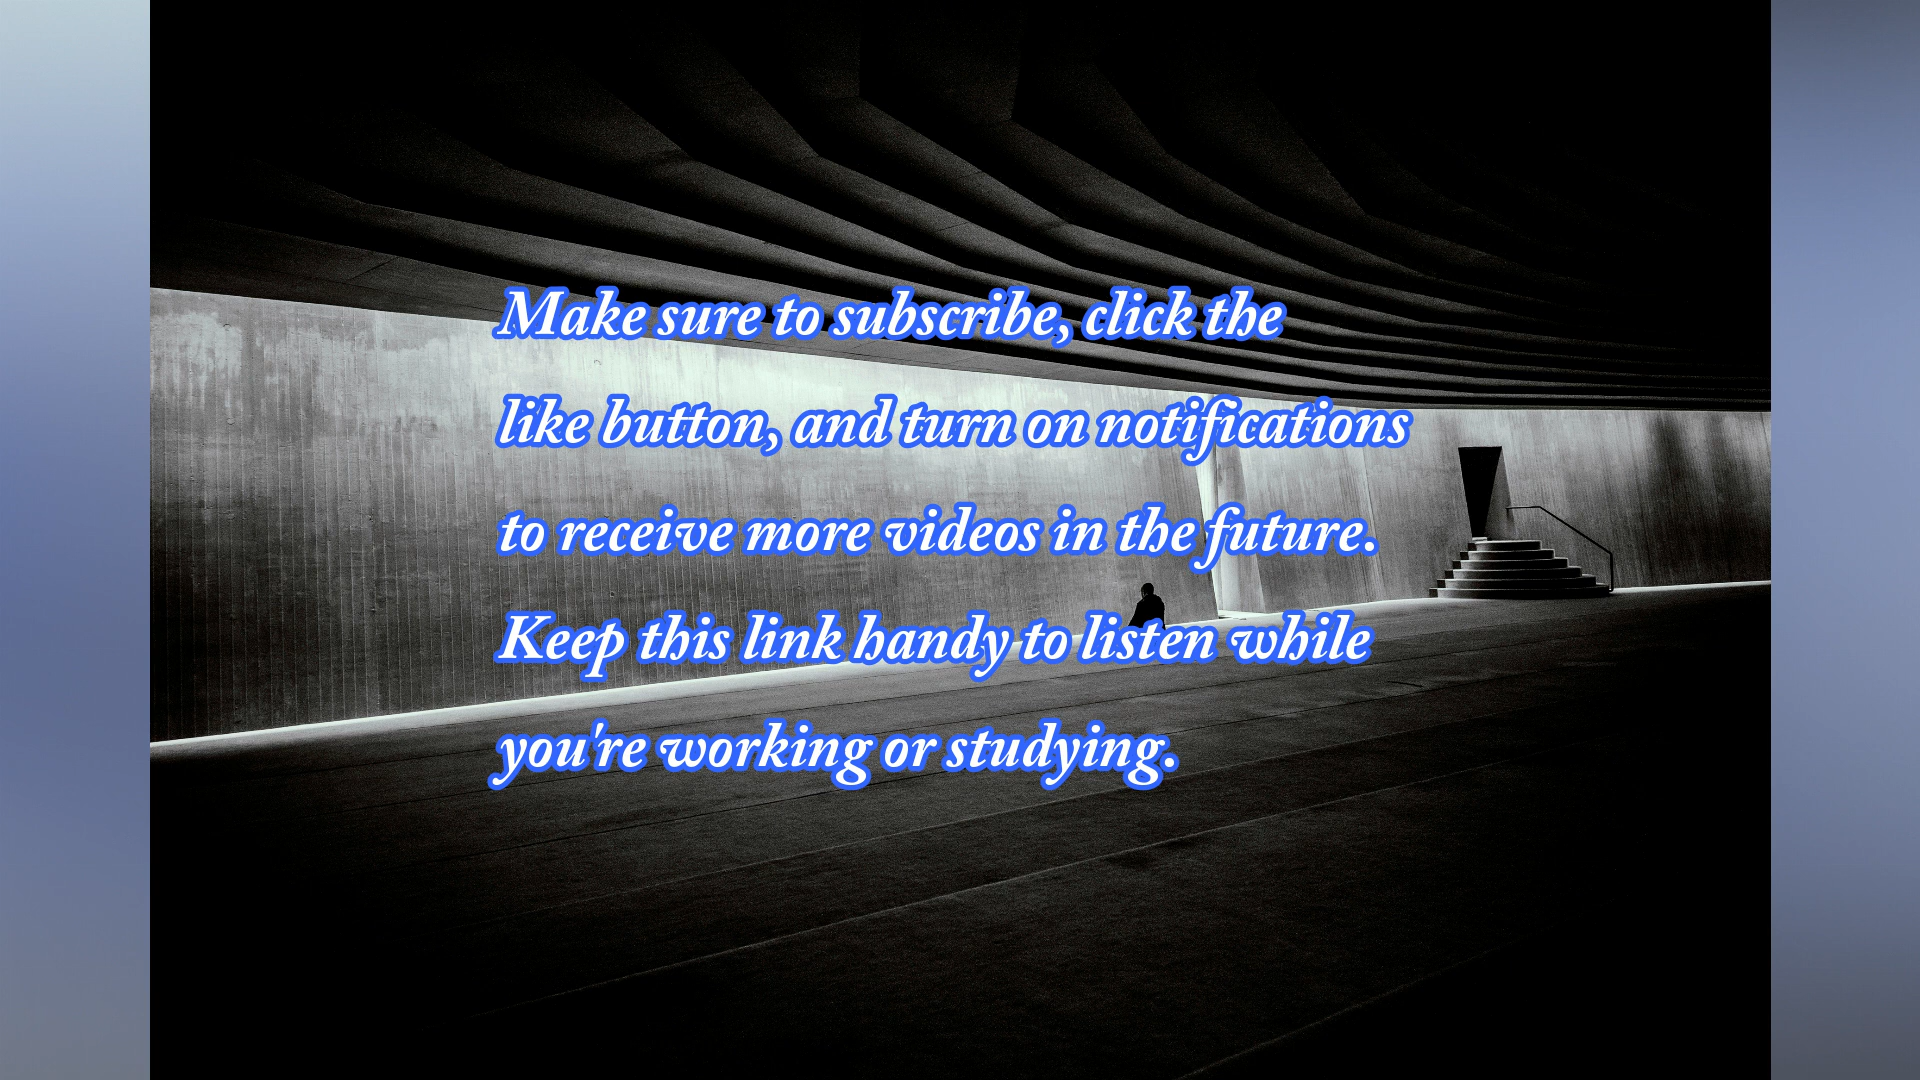 Make sure to subscribe, click the
like button, and turn on notifications
to receive more videos in the future.
Keep this link handy to listen while
you're working or studying.